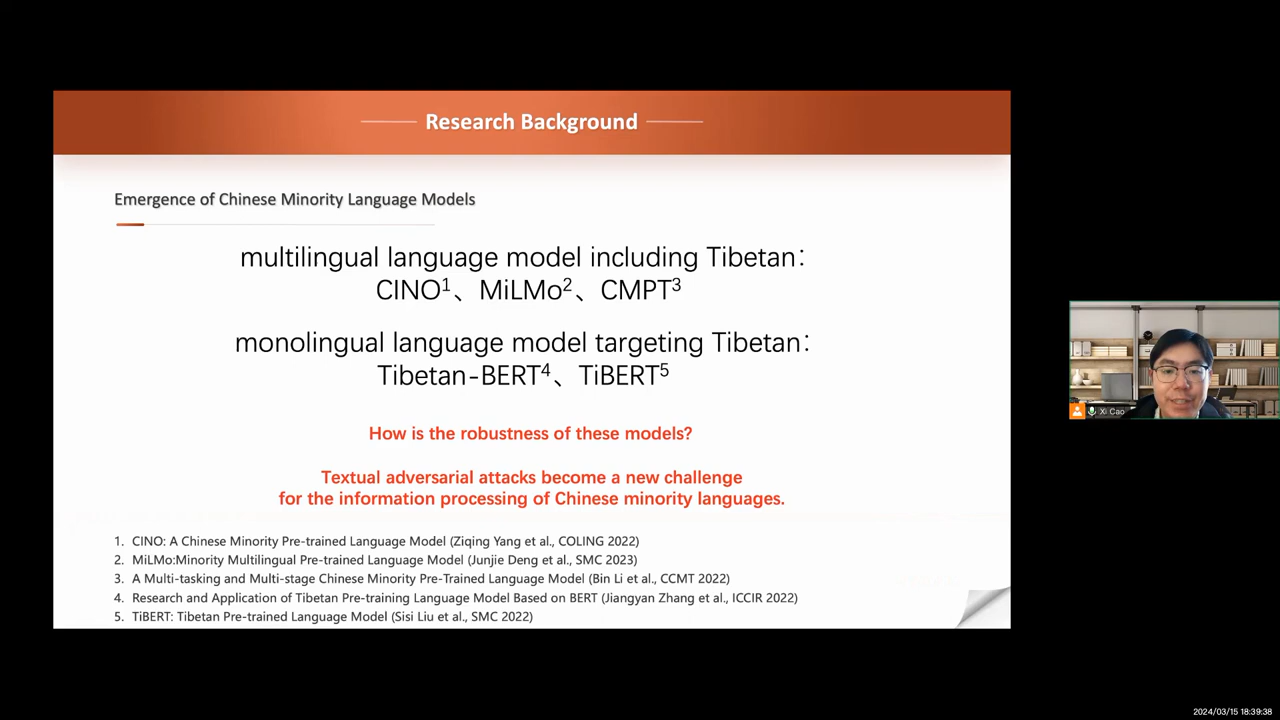 Research Background
Emergence of Chinese Minority Language Models
multilingual language model including Tibetan：
CINO¹、MiLMo²、CMPT³
monolingual language model targeting Tibetan：
Tibetan-BERT⁴、TiBERT⁵
How is the robustness of these models?
Textual adversarial attacks become a new challenge
for the information processing of Chinese minority languages.
1. CINO: A Chinese Minority Pre-trained Language Model (Ziqing Yang et al., COLING 2022)
2. MiLMo:Minority Multilingual Pre-trained Language Model (Junjie Deng et al., SMC 2023)
3. A Multi-tasking and Multi-stage Chinese Minority Pre-Trained Language Model (Bin Li et al., CCMT 2022)
4. Research and Application of Tibetan Pre-training Language Model Based on BERT (Jiangyan Zhang et al., ICCIR 2022)
5. TiBERT: Tibetan Pre-trained Language Model (Sisi Liu et al., SMC 2022)
Xi Cao
2024/03/15 18:39:38